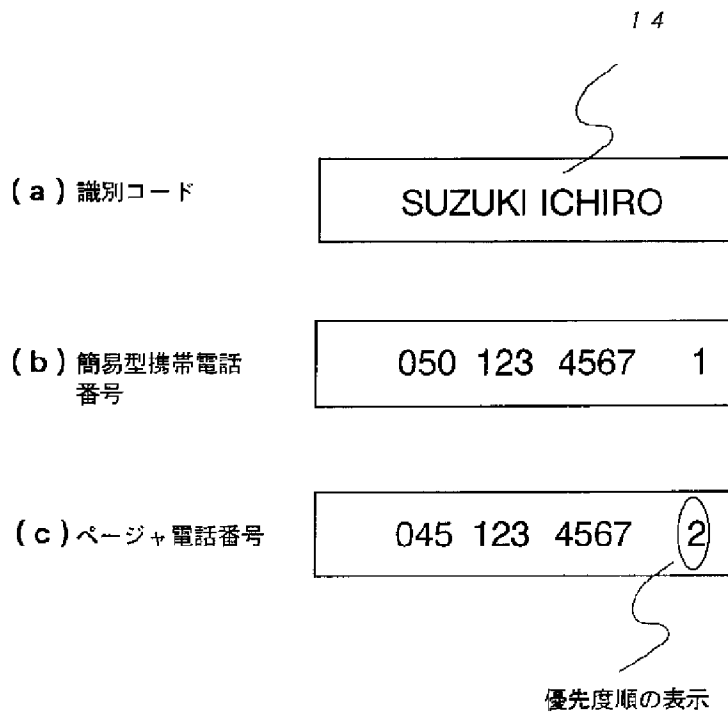 14
(a) 識別コード
SUZUKI ICHIRO
(b) 簡易型携帯電話
番号
050 123 4567 1
(c) ページャ電話番号
045 123 4567 2
優先度順の表示